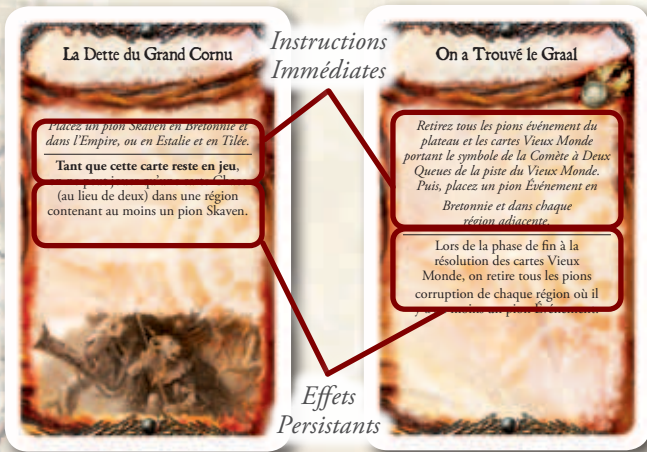 Instructions
Immédiates
La Dette du Grand Cornu
Placez un pion Skaven en Bretonnie et
dans l'Empire, ou en Estalie et en Tilée.
Tant que cette carte reste en jeu,
(au lieu de deux) dans une région
contenant au moins un pion Skaven.
On a Trouvé le Graal
Retirez tous les pions événement du
plateau et les cartes Vieux Monde
portant le symbole de la Comète à Deux
Queues de la piste du Vieux Monde.
Puis, placez un pion Événement en
Bretonnie et dans chaque
région adjacente.
Lors de la phase de fin à la
résolution des cartes Vieux
Monde, on retire tous les pions
corruption de chaque région où il
un pion Événement.
Effets
Persistants